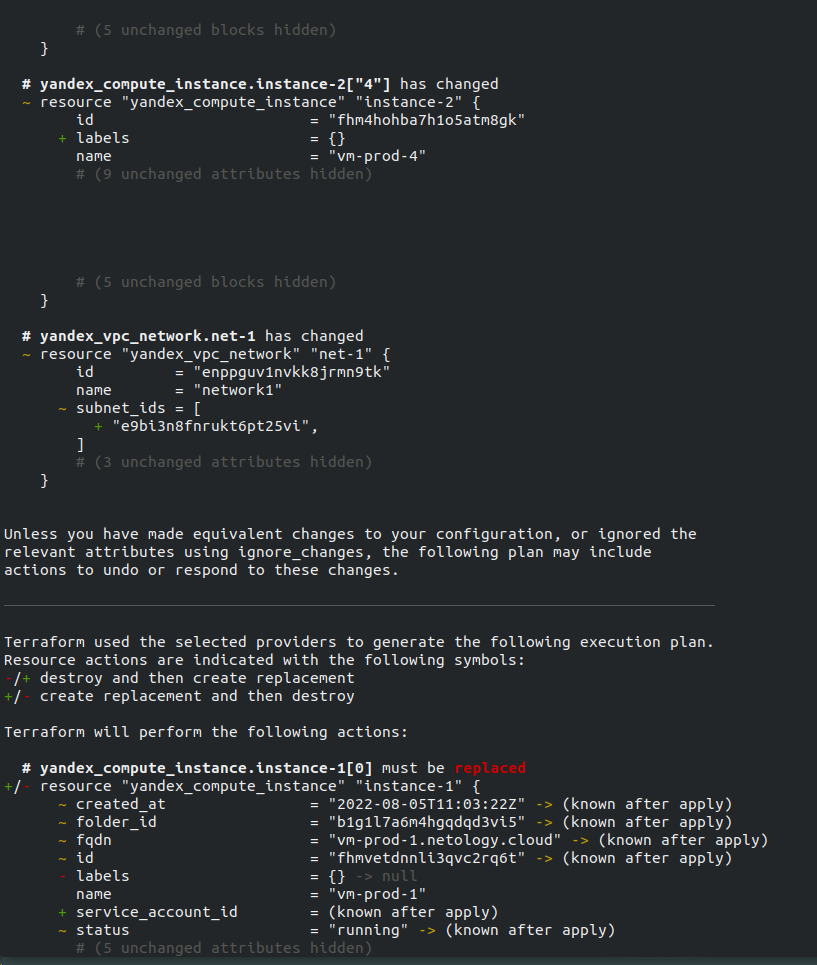 # (5 unchanged blocks hidden)
}
# yandex_compute_instance.instance-2["4"] has changed
~ resource "yandex_compute_instance" "instance-2" {
id = "fhm4hohba7h1o5atm8gk"
+ labels = {}
name = "vm-prod-4"
# (9 unchanged attributes hidden)
# (5 unchanged blocks hidden)
}
# yandex_vpc_network.net-1 has changed
~ resource "yandex_vpc_network" "net-1" {
id = "enppguv1nvkk8jrmn9tk"
name = "network1"
~ subnet_ids = [
+ "e9bi3n8fnrukt6pt25vi",
]
# (3 unchanged attributes hidden)
}
Unless you have made equivalent changes to your configuration, or ignored the
relevant attributes using ignore_changes, the following plan may include
actions to undo or respond to these changes.
Terraform used the selected providers to generate the following execution plan.
Resource actions are indicated with the following symbols:
-/+ destroy and then create replacement
+/- create replacement and then destroy
Terraform will perform the following actions:
# yandex_compute_instance.instance-1[0] must be replaced
+/- resource "yandex_compute_instance" "instance-1" {
~ created_at = "2022-08-05T11:03:22Z" -> (known after apply)
~ folder_id = "b1g1l7a6m4hgqdqd3vi5" -> (known after apply)
~ fqdn = "vm-prod-1.netology.cloud" -> (known after apply)
~ id = "fhmvetdnnli3qvc2rq6t" -> (known after apply)
- labels = {} -> null
name = "vm-prod-1"
+ service_account_id = (known after apply)
~ status = "running" -> (known after apply)
# (5 unchanged attributes hidden)